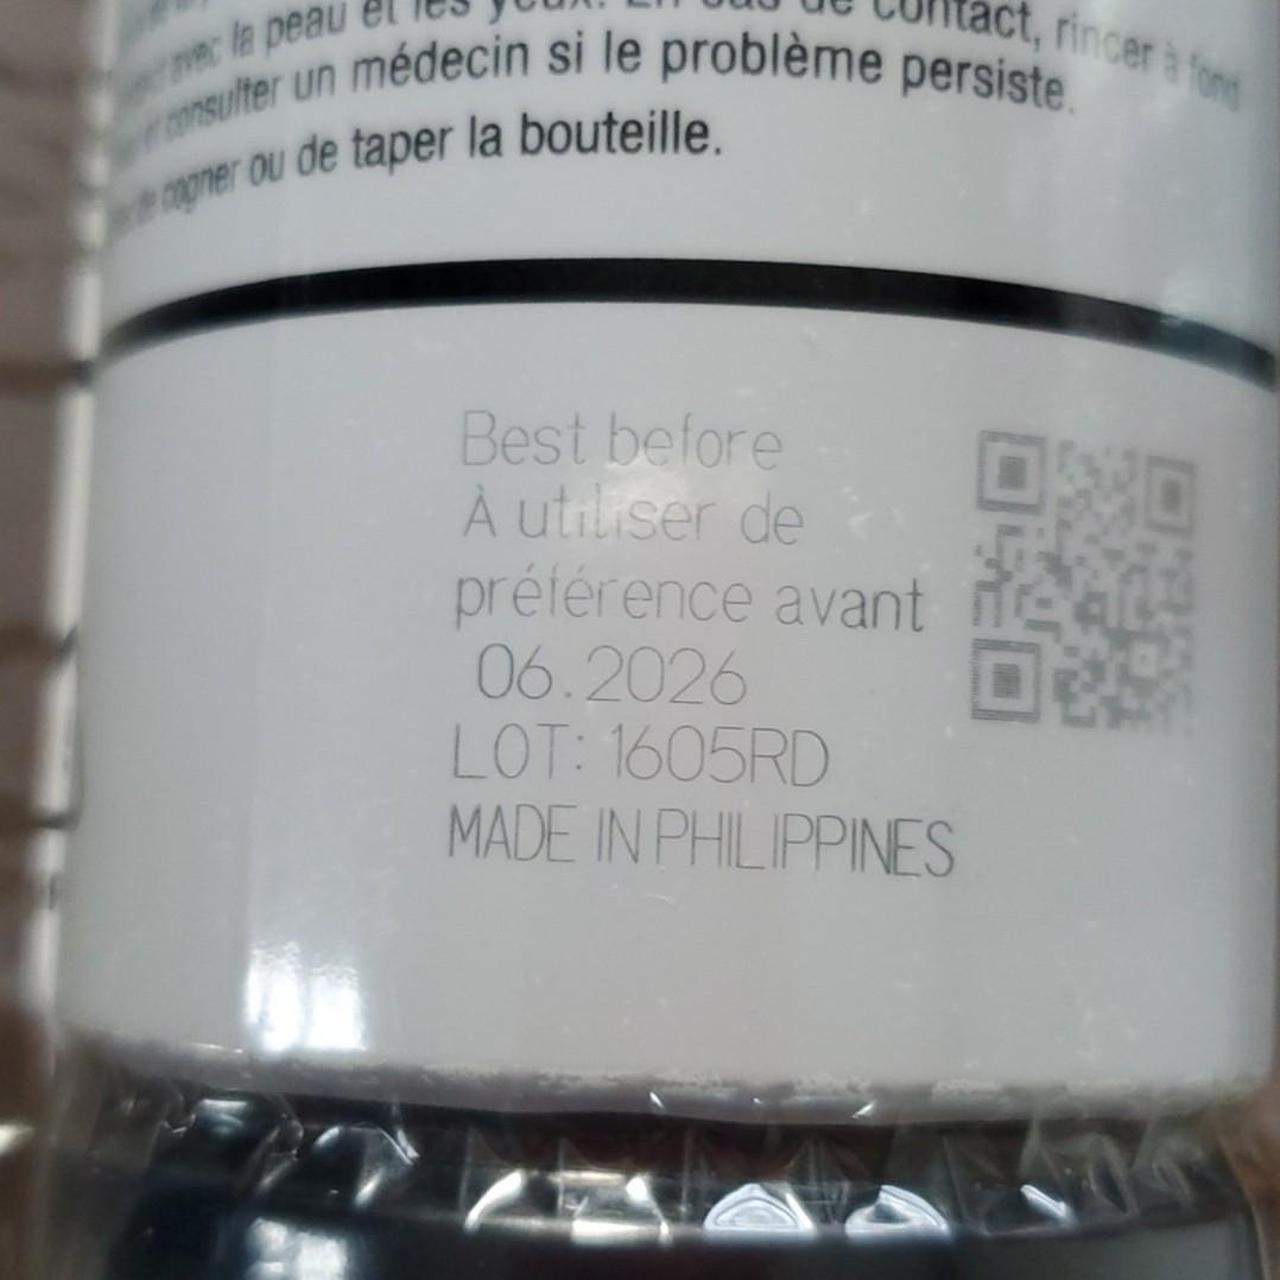 avec la peau et les yeux. En cas de contact, rincer à fond
et consulter un médecin si le problème persiste.
de cogner ou de taper la bouteille.
Best before
À utiliser de
préférence avant
06.2026
LOT: 1605RD
MADE IN PHILIPPINES